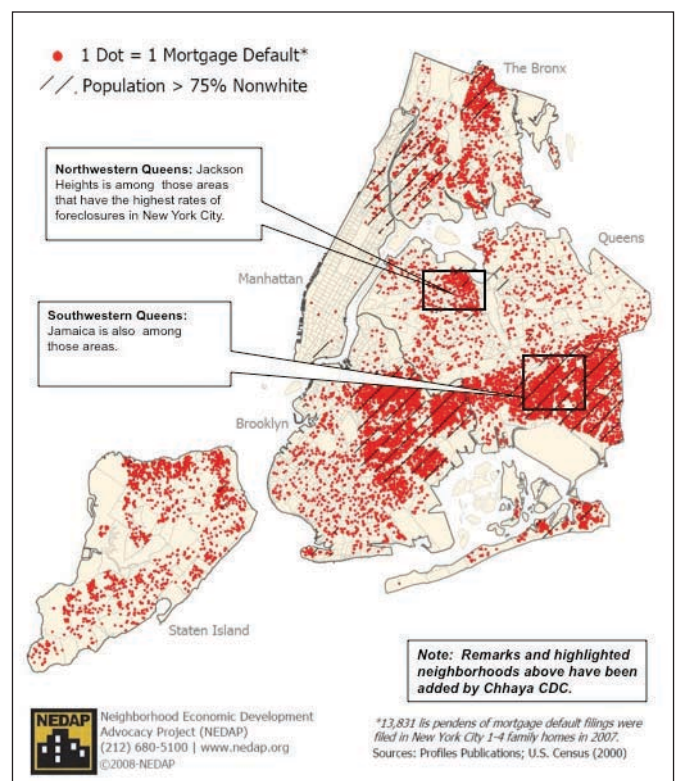 1 Dot = 1 Mortgage Default*
Population > 75% Nonwhite
The Bronx
Northwestern Queens: Jackson
Heights is among those areas
that have the highest rates of
foreclosures in New York City.
Queens
Manhattan
Southwestern Queens:
Jamaica is also among
those areas.
Brooklyn
Staten Island
Note: Remarks and highlighted
neighborhoods above have been
added by Chhaya CDC.
NEDAP
Neighborhood Economic Development
Advocacy Project (NEDAP)
(212) 680-5100 | www.nedap.org
©2008-NEDAP
*13,831 lis pendens of mortgage default filings were
filed in New York City 1-4 family homes in 2007.
Sources: Profiles Publications; U.S. Census (2000)